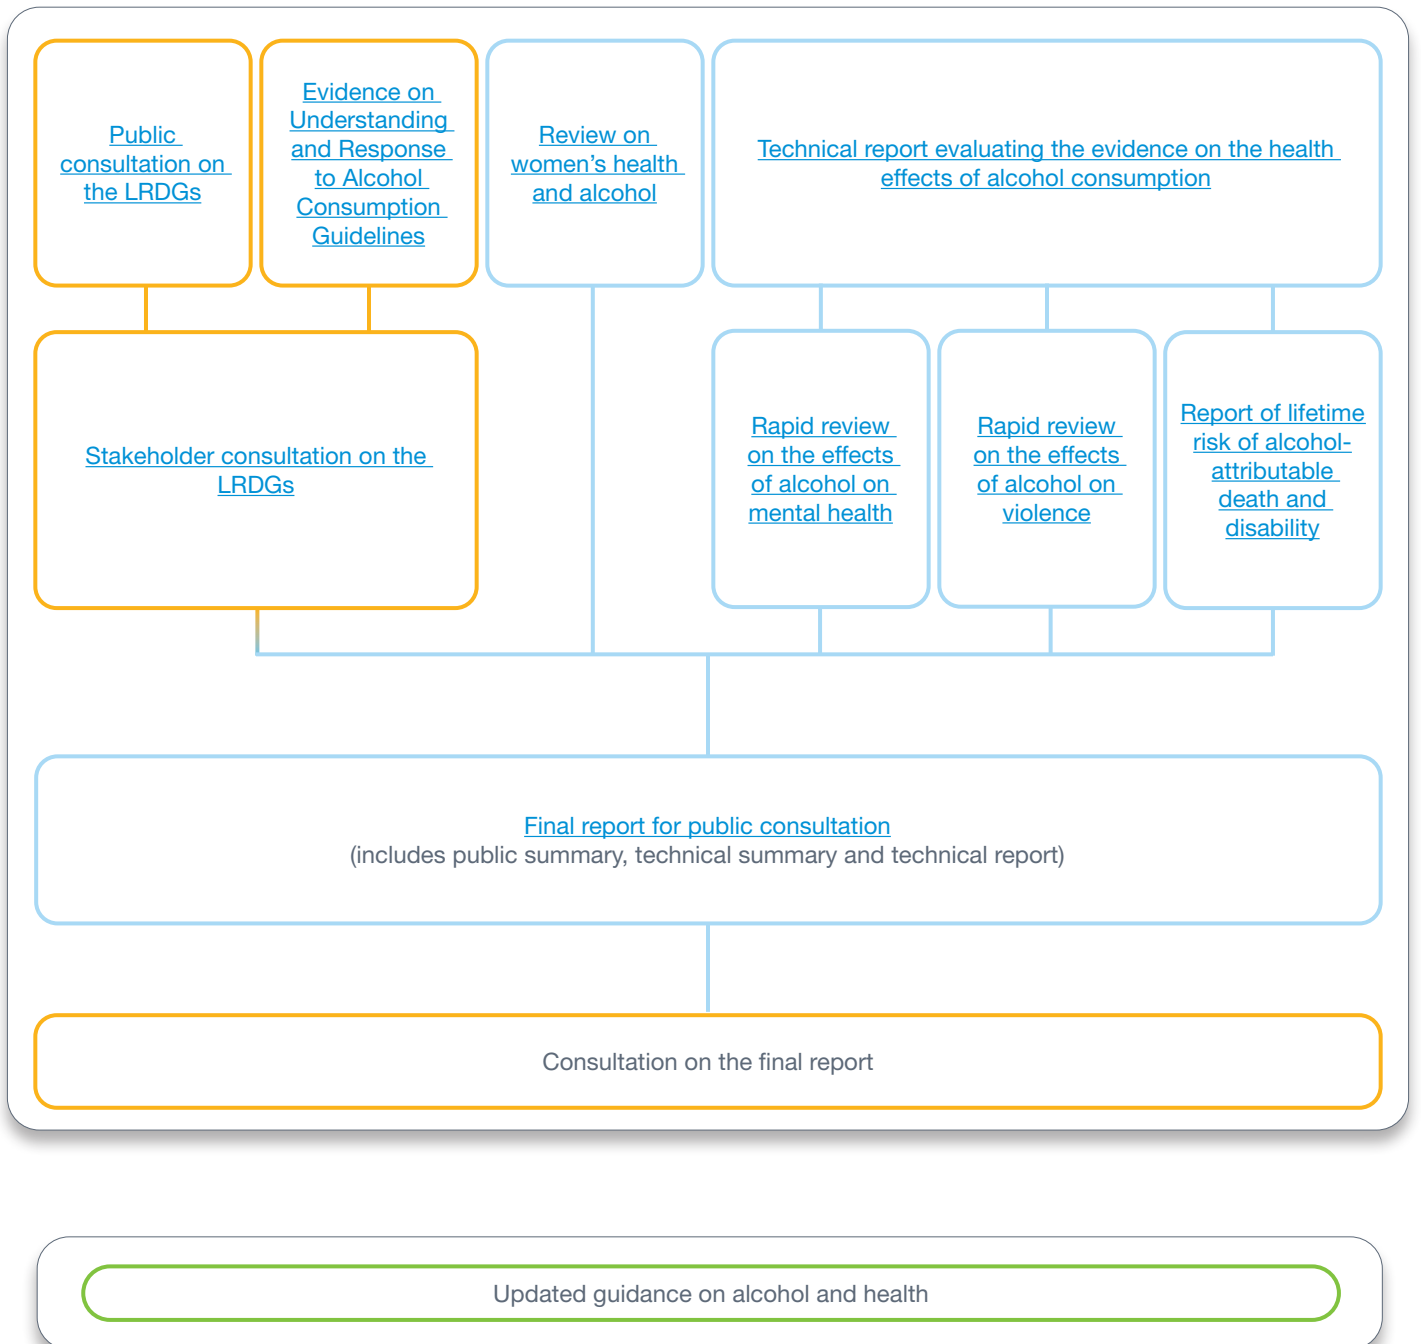 Public
consultation on
the LRDGs
Evidence on
Understanding
and Response
to Alcohol
Consumption
Guidelines
Review on
women’s health
and alcohol
Technical report evaluating the evidence on the health
effects of alcohol consumption
Stakeholder consultation on the
LRDGs
Rapid review
on the effects
of alcohol on
mental health
Rapid review
on the effects
of alcohol on
violence
Report of lifetime
risk of alcohol-
attributable
death and
disability
Final report for public consultation
(includes public summary, technical summary and technical report)
Consultation on the final report
Updated guidance on alcohol and health